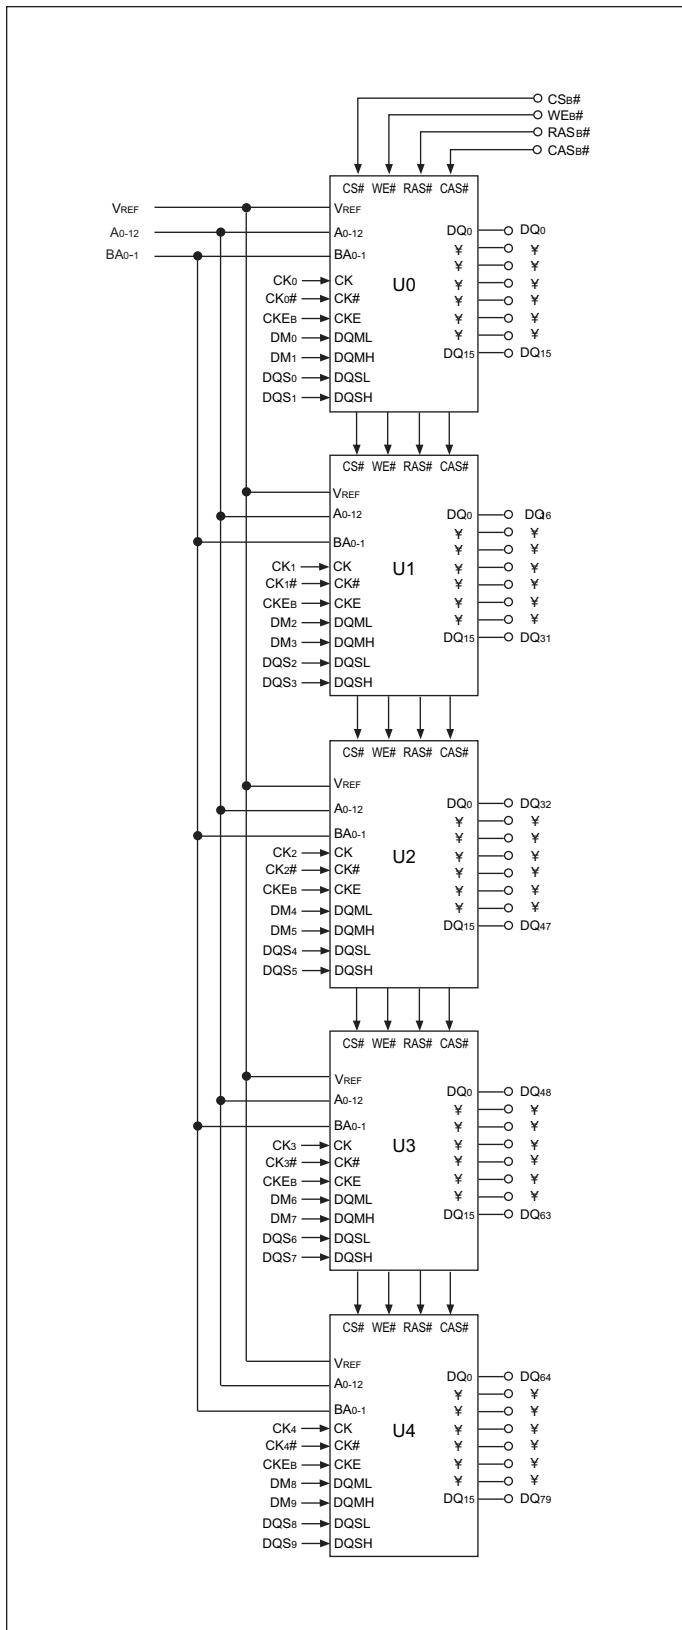 CSB#
WEB#
RASB#
CASB#
CS# WE# RAS# CAS#
VREF VREF
A0-12 A0-12 DQ0 DQ0
BA0-1 BA0-1 ¥ ¥
¥ ¥
CK0 CK U0 ¥ ¥
CK0# CK# ¥ ¥
CKEB CKE ¥ ¥
DM0 DQML ¥ ¥
DM1 DQMH DQ15 DQ15
DQS0 DQSL
DQS1 DQSH
CS# WE# RAS# CAS#
VREF
A0-12 DQ0 DQ6
¥ ¥
BA0-1 ¥ ¥
CK1 CK U1 ¥ ¥
CK1# CK# ¥ ¥
CKEB CKE ¥ ¥
DM2 DQML ¥ ¥
DM3 DQMH DQ15 DQ31
DQS2 DQSL
DQS3 DQSH
CS# WE# RAS# CAS#
VREF
A0-12 DQ0 DQ32
¥ ¥
BA0-1 ¥ ¥
CK2 CK U2 ¥ ¥
CK2# CK# ¥ ¥
CKEB CKE ¥ ¥
DM4 DQML ¥ ¥
DM5 DQMH DQ15 DQ47
DQS4 DQSL
DQS5 DQSH
CS# WE# RAS# CAS#
VREF
A0-12 DQ0 DQ48
¥ ¥
BA0-1 ¥ ¥
CK3 CK U3 ¥ ¥
CK3# CK# ¥ ¥
CKEB CKE ¥ ¥
DM6 DQML ¥ ¥
DM7 DQMH DQ15 DQ63
DQS6 DQSL
DQS7 DQSH
CS# WE# RAS# CAS#
VREF
A0-12 DQ0 DQ64
¥ ¥
BA0-1 ¥ ¥
CK4 CK U4 ¥ ¥
CK4# CK# ¥ ¥
CKEB CKE ¥ ¥
DM8 DQML ¥ ¥
DM9 DQMH DQ15 DQ79
DQS8 DQSL
DQS9 DQSH